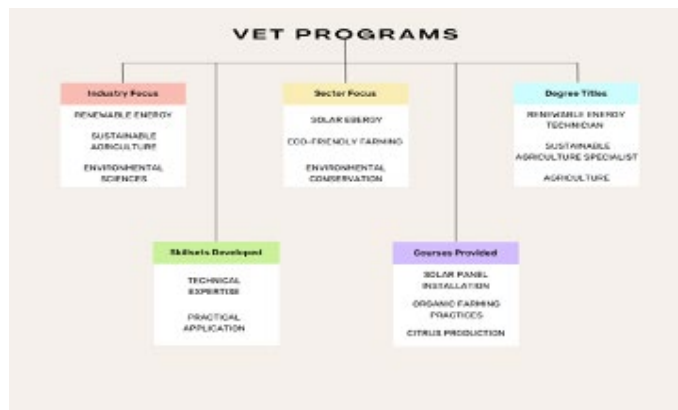 VET PROGRAMS
Industry Focus
RENEWABLE ENERGY
SUSTAINABLE
AGRICULTURE
ENVIRONMENTAL
SCIENCES
Sector Focus
SOLAR EBERGY
ECO-FRIENDLY FARMING
ENVIRONMENTAL
CONSERVATION
Degree Titles
RENEWABLE ENERGY
TECHNICIAN
SUSTAINABLE
AGRICULTURE SPECIALIST
AGRICULTURE
Skillsets Developed
TECHNICAL
EXPERTISE
PRACTICAL
APPLICATION
Courses Provided
SOLAR PANEL
INSTALLATION
ORGANIC FARMING
PRACTICES
CITRUS PRODUCTION